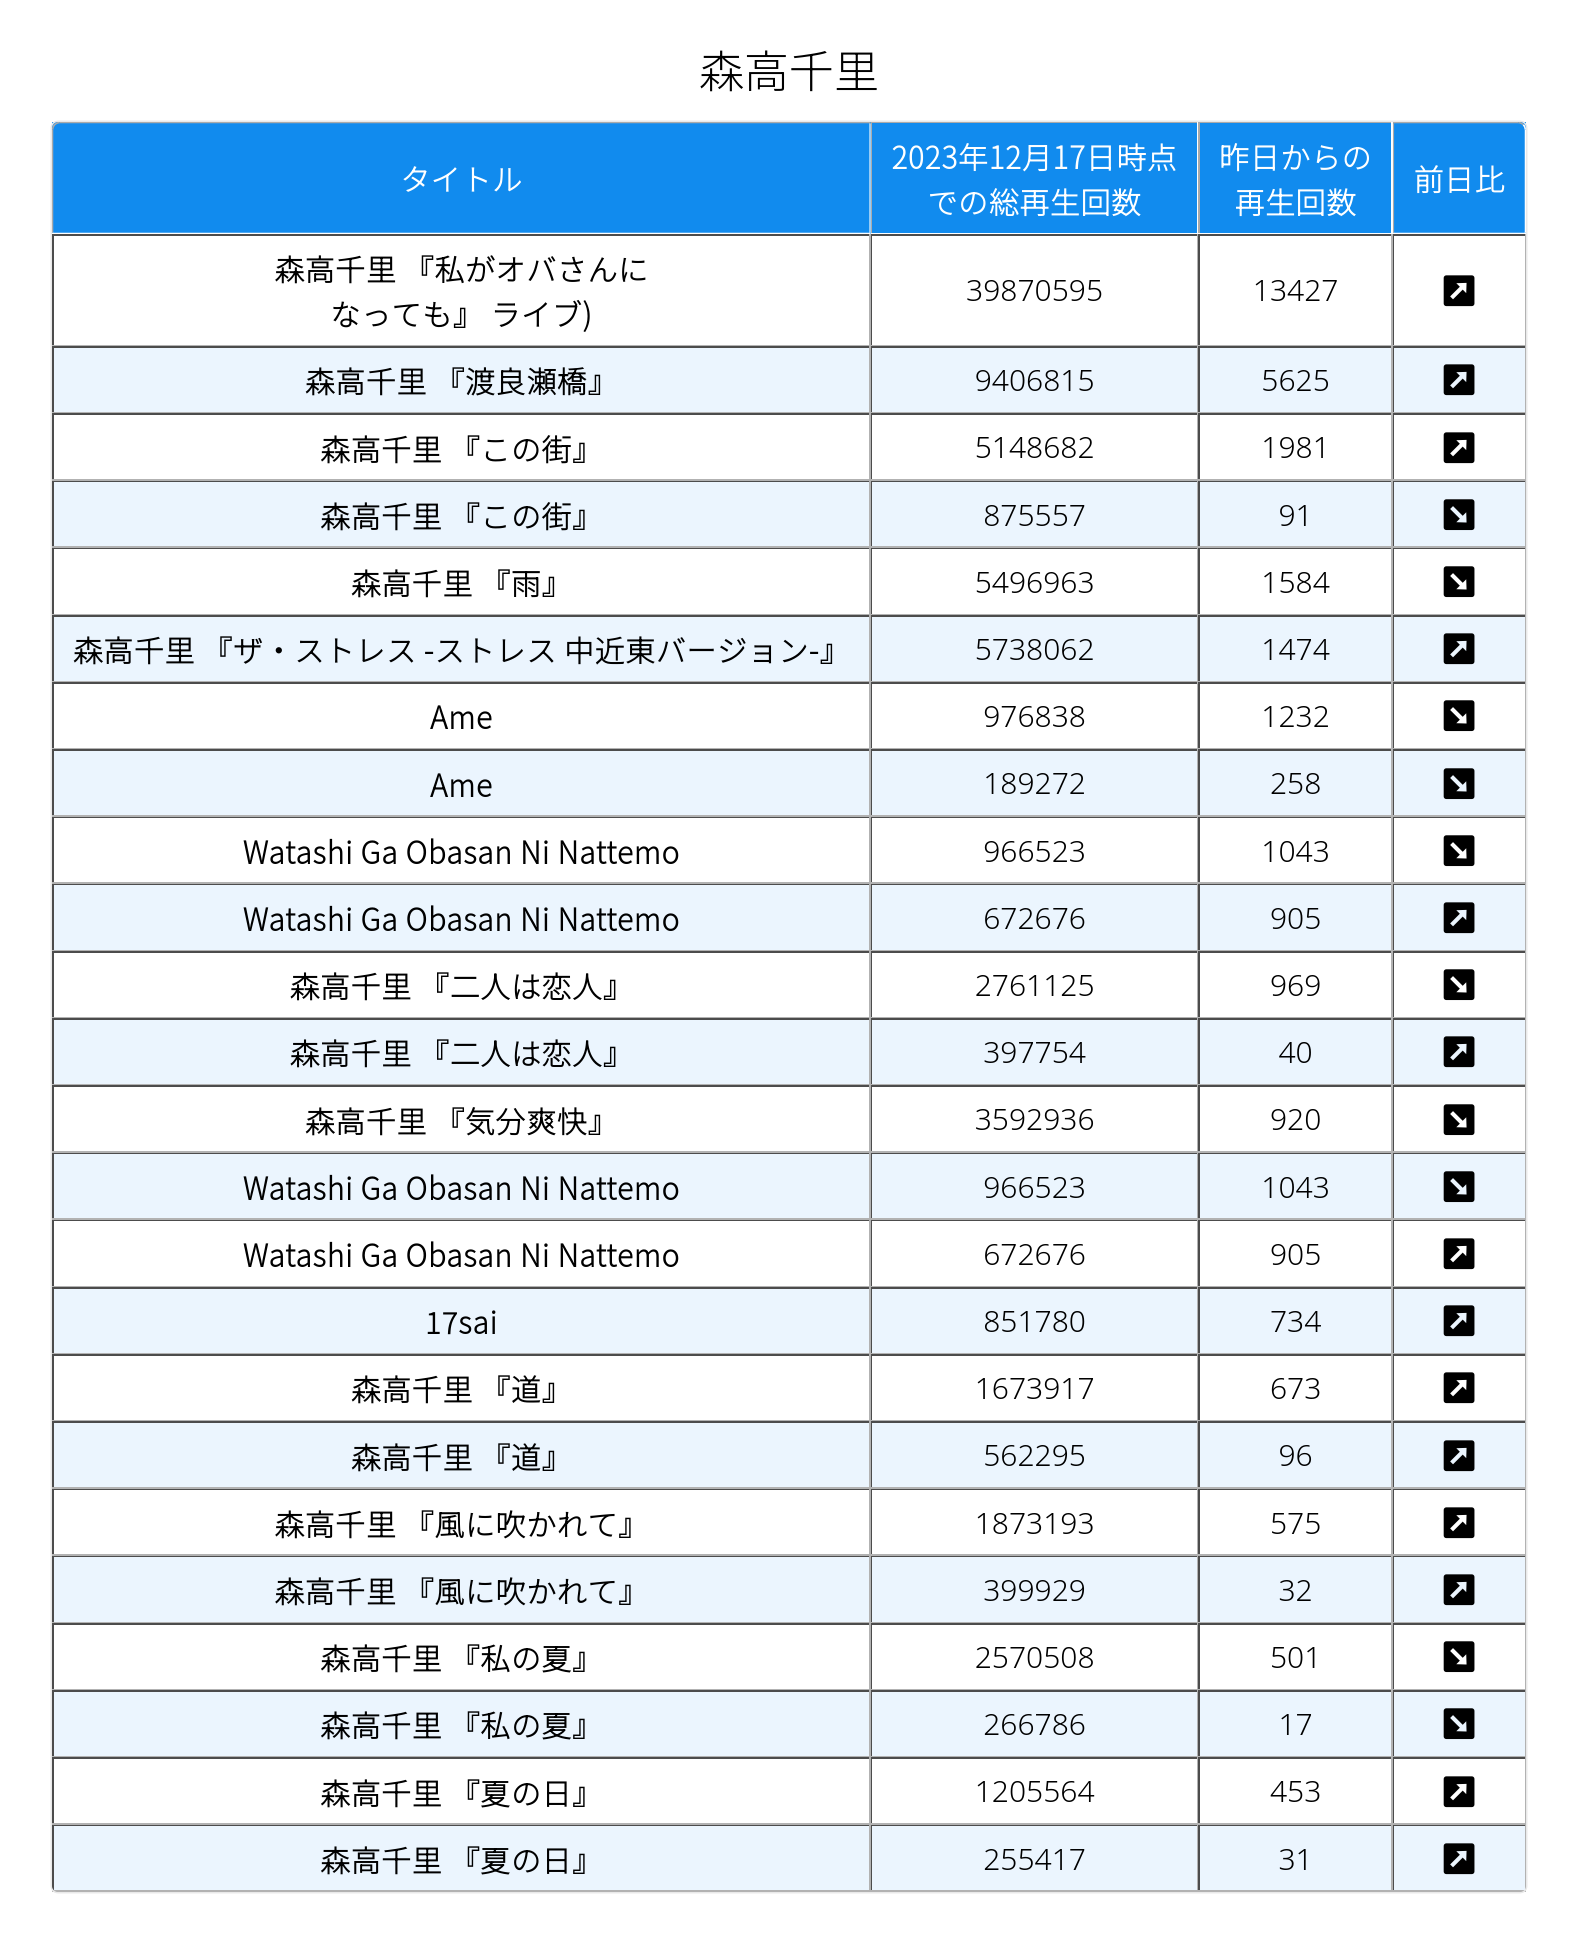 森高千里
タイトル
2023年12月17日時点
での総再生回数
昨日からの
再生回数
前日比
森高千里 『私がオバさんに
なっても』 ライブ)
39870595 13427
森高千里 『渡良瀬橋』 9406815 5625
森高千里 『この街』 5148682 1981
森高千里 『この街』 875557 91
森高千里 『雨』 5496963 1584
森高千里 『ザ・ストレス -ストレス 中近東バージョン-』 5738062 1474
Ame 976838 1232
Ame 189272 258
Watashi Ga Obasan Ni Nattemo 966523 1043
Watashi Ga Obasan Ni Nattemo 672676 905
森高千里 『二人は恋人』 2761125 969
森高千里 『二人は恋人』 397754 40
森高千里 『気分爽快』 3592936 920
Watashi Ga Obasan Ni Nattemo 966523 1043
Watashi Ga Obasan Ni Nattemo 672676 905
17sai 851780 734
森高千里 『道』 1673917 673
森高千里 『道』 562295 96
森高千里 『風に吹かれて』 1873193 575
森高千里 『風に吹かれて』 399929 32
森高千里 『私の夏』 2570508 501
森高千里 『私の夏』 266786 17
森高千里 『夏の日』 1205564 453
森高千里 『夏の日』 255417 31